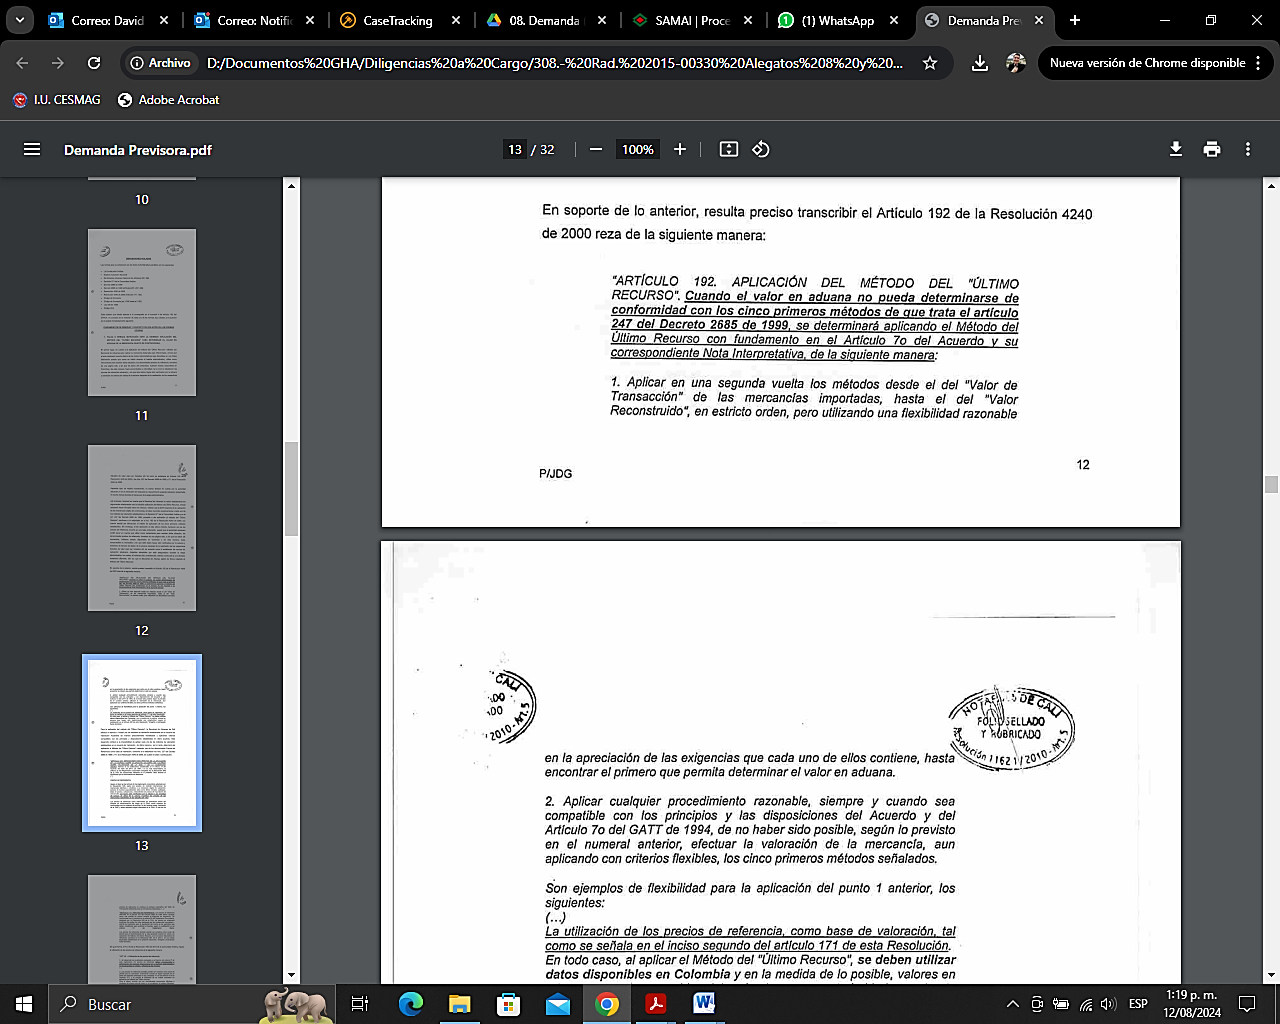 Correo: David
Correo: Notific
CaseTracking
08. Demanda
SAMAI | Proce
(1) WhatsApp
Demanda Pre
Archivo
D:/Documentos%20GHA/Diligencias%20a%20Cargo/308.-%20Rad.%202015-00330%20Alegatos%208%20y%20...
Nueva versión de Chrome disponible
I.U. CESMAG
Adobe Acrobat
Demanda Previsora.pdf
13 / 32
100%
10
11
12
13
En soporte de lo anterior, resulta preciso transcribir el Artículo 192 de la Resolución 4240
de 2000 reza de la siguiente manera:
"ARTÍCULO 192. APLICACIÓN DEL MÉTODO DEL "ÚLTIMO
RECURSO". Cuando el valor en aduana no pueda determinarse de
conformidad con los cinco primeros métodos de que trata el artículo
247 del Decreto 2685 de 1999, se determinará aplicando el Método del
Último Recurso con fundamento en el Artículo 7o del Acuerdo y su
correspondiente Nota Interpretativa, de la siguiente manera:
1. Aplicar en una segunda vuelta los métodos desde el del "Valor de
Transacción" de las mercancías importadas, hasta el del "Valor
Reconstruido", en estricto orden, pero utilizando una flexibilidad razonable
P/JDG
12
CALI
2010-Art.5
NOTA
DE CALI
FOLIO SELLADO
Y RUBRICADO
Resolución 11621/2010-Art.5
en la apreciación de las exigencias que cada uno de ellos contiene, hasta
encontrar el primero que permita determinar el valor en aduana.
2. Aplicar cualquier procedimiento razonable, siempre y cuando sea
compatible con los principios y las disposiciones del Acuerdo y del
Artículo 7o del GATT de 1994, de no haber sido posible, según lo previsto
en el numeral anterior, efectuar la valoración de la mercancía, aun
aplicando con criterios flexibles, los cinco primeros métodos señalados.
Son ejemplos de flexibilidad para la aplicación del punto 1 anterior, los
siguientes:
(...)
La utilización de los precios de referencia, como base de valoración, tal
como se señala en el inciso segundo del artículo 171 de esta Resolución.
En todo caso, al aplicar el Método del "Último Recurso", se deben utilizar
datos disponibles en Colombia y en la medida de lo posible, valores en
Buscar
ESP
1:19 p. m.
12/08/2024